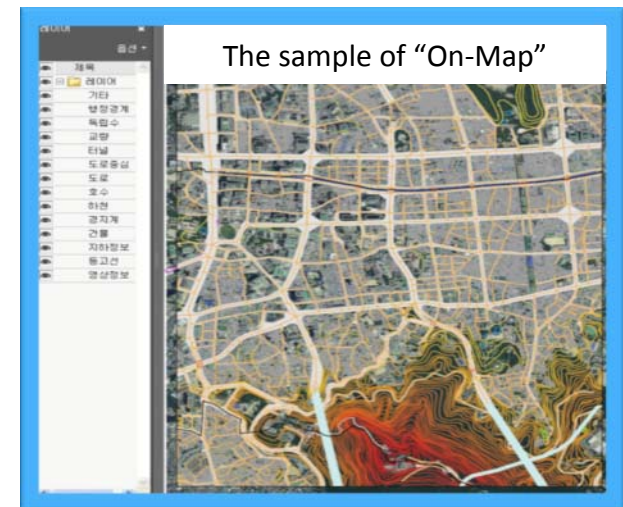 레이어
The sample of “On-Map”
옵션
제목
레이어
기타
행정경계
독립수
교량
터널
도로중심
도로
호수
하천
경지계
건물
지하정보
등고선
영상정보